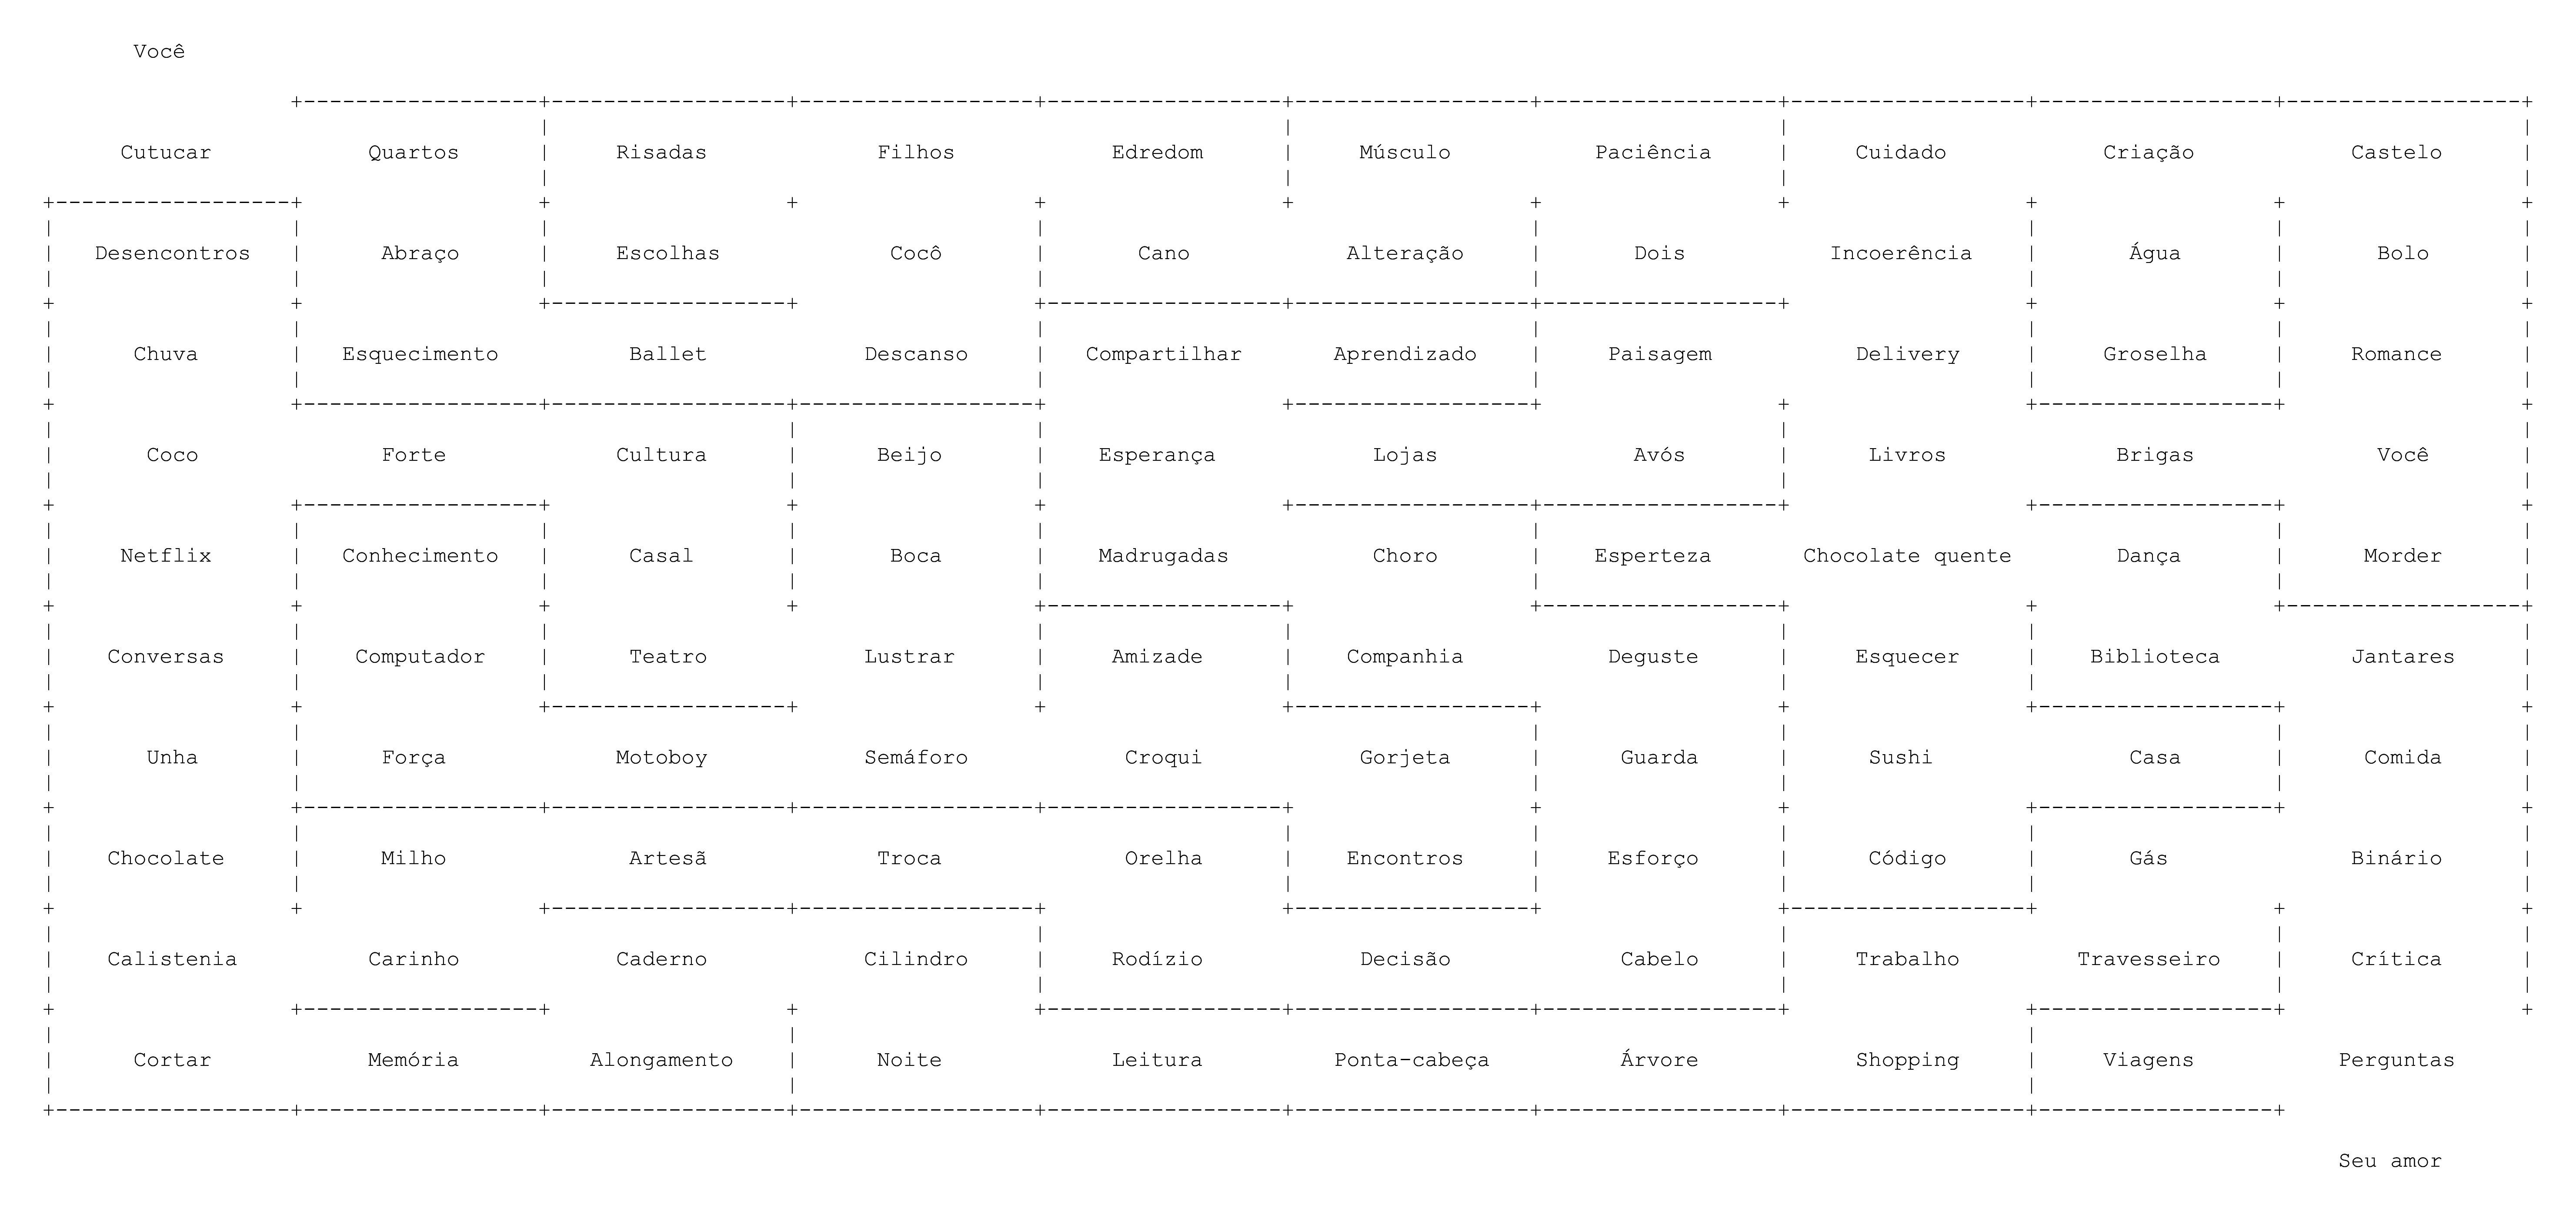 Você
Cutucar Quartos Risadas Filhos Edredom Músculo Paciência Cuidado Criação Castelo
Desencontros Abraço Escolhas Cocô Cano Alteração Dois Incoerência Água Bolo
Chuva Esquecimento Ballet Descanso Compartilhar Aprendizado Paisagem Delivery Groselha Romance
Coco Forte Cultura Beijo Esperança Lojas Avós Livros Brigas Você
Netflix Conhecimento Casal Boca Madrugadas Choro Esperteza Chocolate quente Dança Morder
Conversas Computador Teatro Lustrar Amizade Companhia Deguste Esquecer Biblioteca Jantares
Unha Força Motoboy Semáforo Croqui Gorjeta Guarda Sushi Casa Comida
Chocolate Milho Artesã Troca Orelha Encontros Esforço Código Gás Binário
Calistenia Carinho Caderno Cilindro Rodízio Decisão Cabelo Trabalho Travesseiro Crítica
Cortar Memória Alongamento Noite Leitura Ponta-cabeça Árvore Shopping Viagens Perguntas
Seu amor